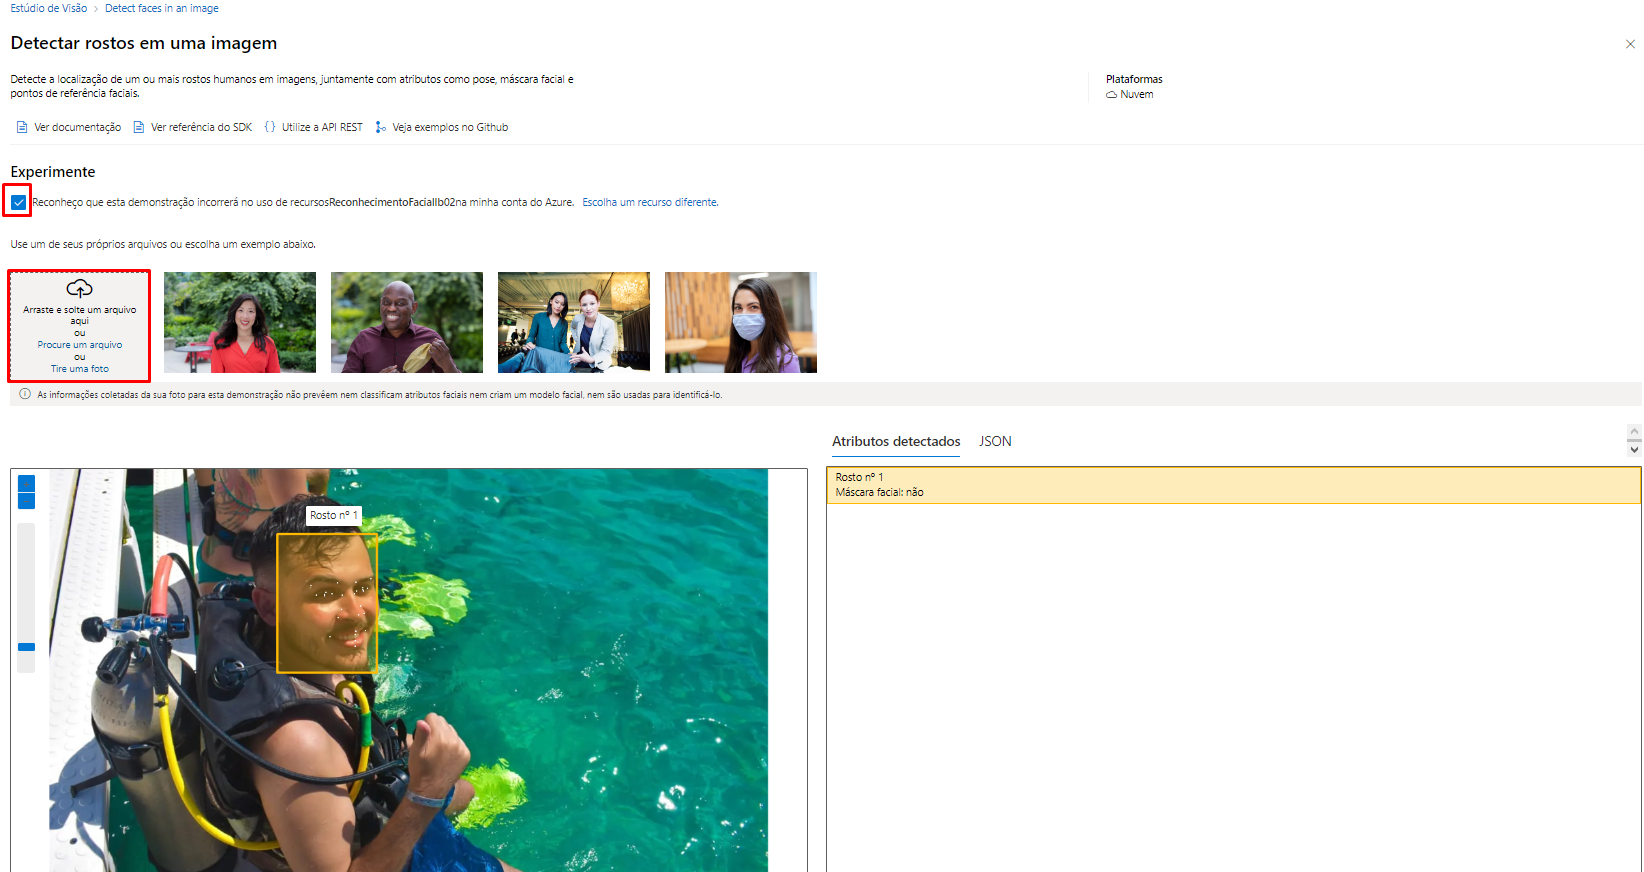 Estúdio de Visão > Detect faces in an image
Detectar rostos em uma imagem
Detecte a localização de um ou mais rostos humanos em imagens, juntamente com atributos como pose, máscara facial e
pontos de referência faciais.
Plataformas
Nuvem
Ver documentação Ver referência do SDK {} Utilize a API REST Veja exemplos no Github
Experimente
Reconheço que esta demonstração incorrerá no uso de recursosReconhecimentoFacialIb02na minha conta do Azure. Escolha um recurso diferente.
Use um de seus próprios arquivos ou escolha um exemplo abaixo.
Arraste e solte um arquivo
aqui
ou
Procure um arquivo
ou
Tire uma foto
As informações coletadas da sua foto para esta demonstração não prevêem nem classificam atributos faciais nem criam um modelo facial, nem são usadas para identificá-lo.
Atributos detectados JSON
Rosto nº 1
Rosto nº 1
Máscara facial: não